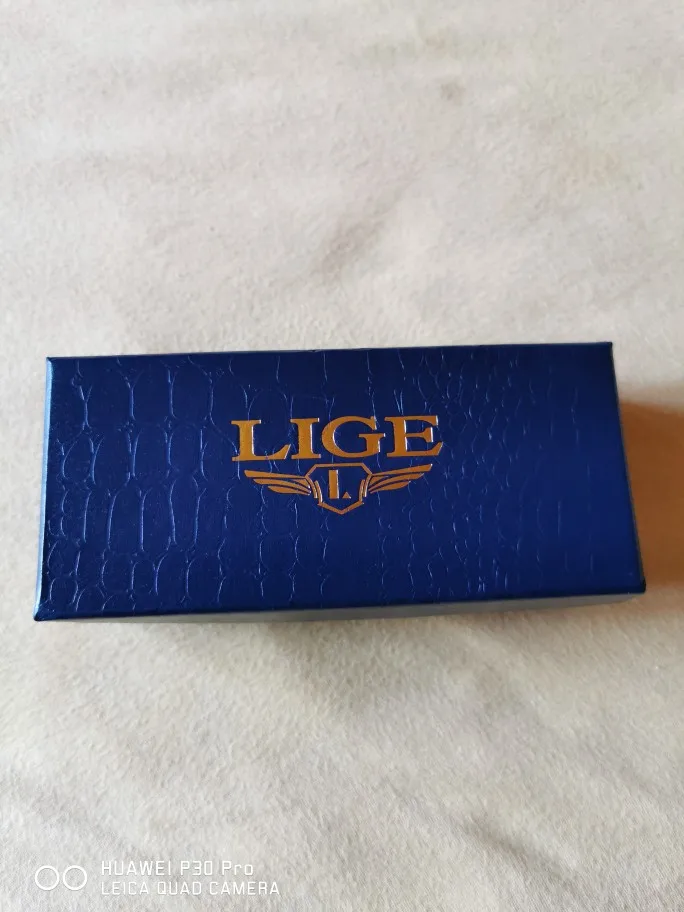 LIGE
L
HUAWEI P30 Pro
LEICA QUAD CAMERA